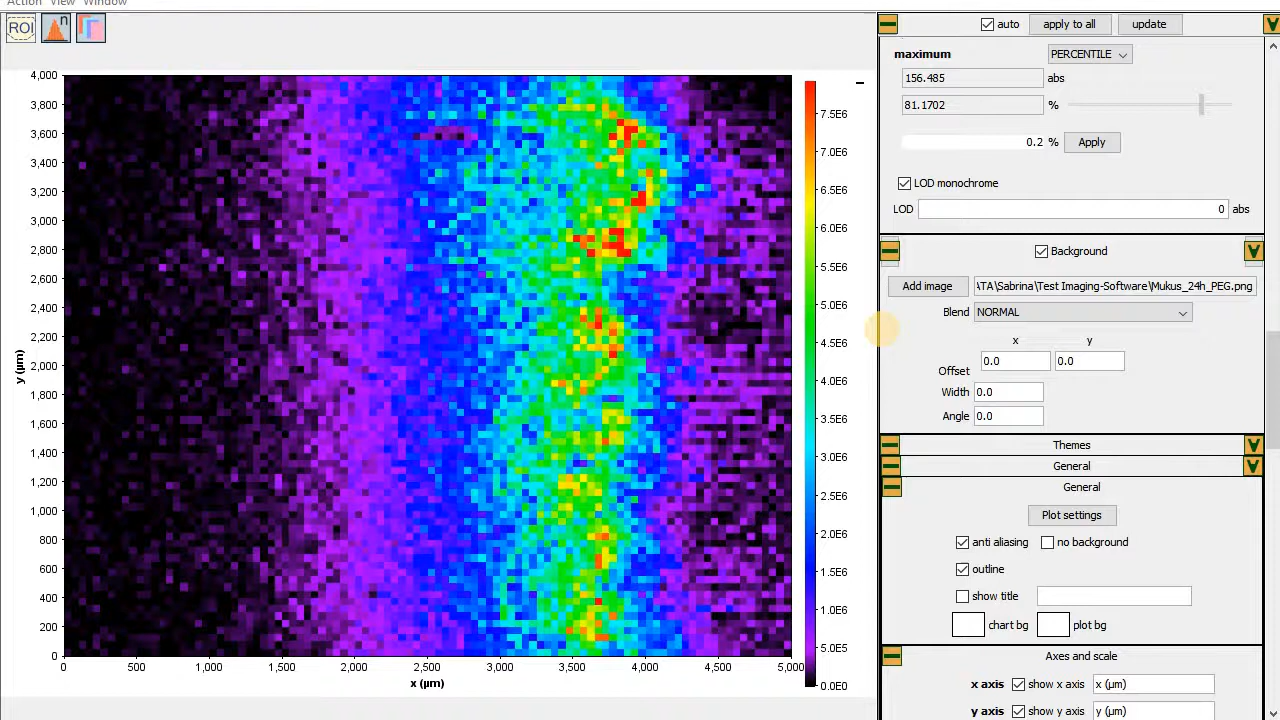 Action View Window
ROI
n
auto
apply to all
update
maximum
PERCENTILE
156.485 abs
81.1702 %
0.2 %
Apply
LOD monochrome
LOD
0 abs
Background
Add image
\TA\Sabrina\Test Imaging-Software\Mukus_24h_PEG.png
Blend
NORMAL
x y
Offset
0.0
0.0
Width
0.0
Angle
0.0
Themes
General
General
Plot settings
anti aliasing
no background
outline
show title
chart bg
plot bg
Axes and scale
x axis
show x axis
x (µm)
y axis
show y axis
y (µm)
4,000
3,800
3,600
3,400
3,200
3,000
2,800
2,600
2,400
2,200
2,000
1,800
1,600
1,400
1,200
1,000
800
600
400
200
0
y (µm)
0 500 1,000 1,500 2,000 2,500 3,000 3,500 4,000 4,500 5,000
x (µm)
7.5E6
7.0E6
6.5E6
6.0E6
5.5E6
5.0E6
4.5E6
4.0E6
3.5E6
3.0E6
2.5E6
2.0E6
1.5E6
1.0E6
5.0E5
0.0E0